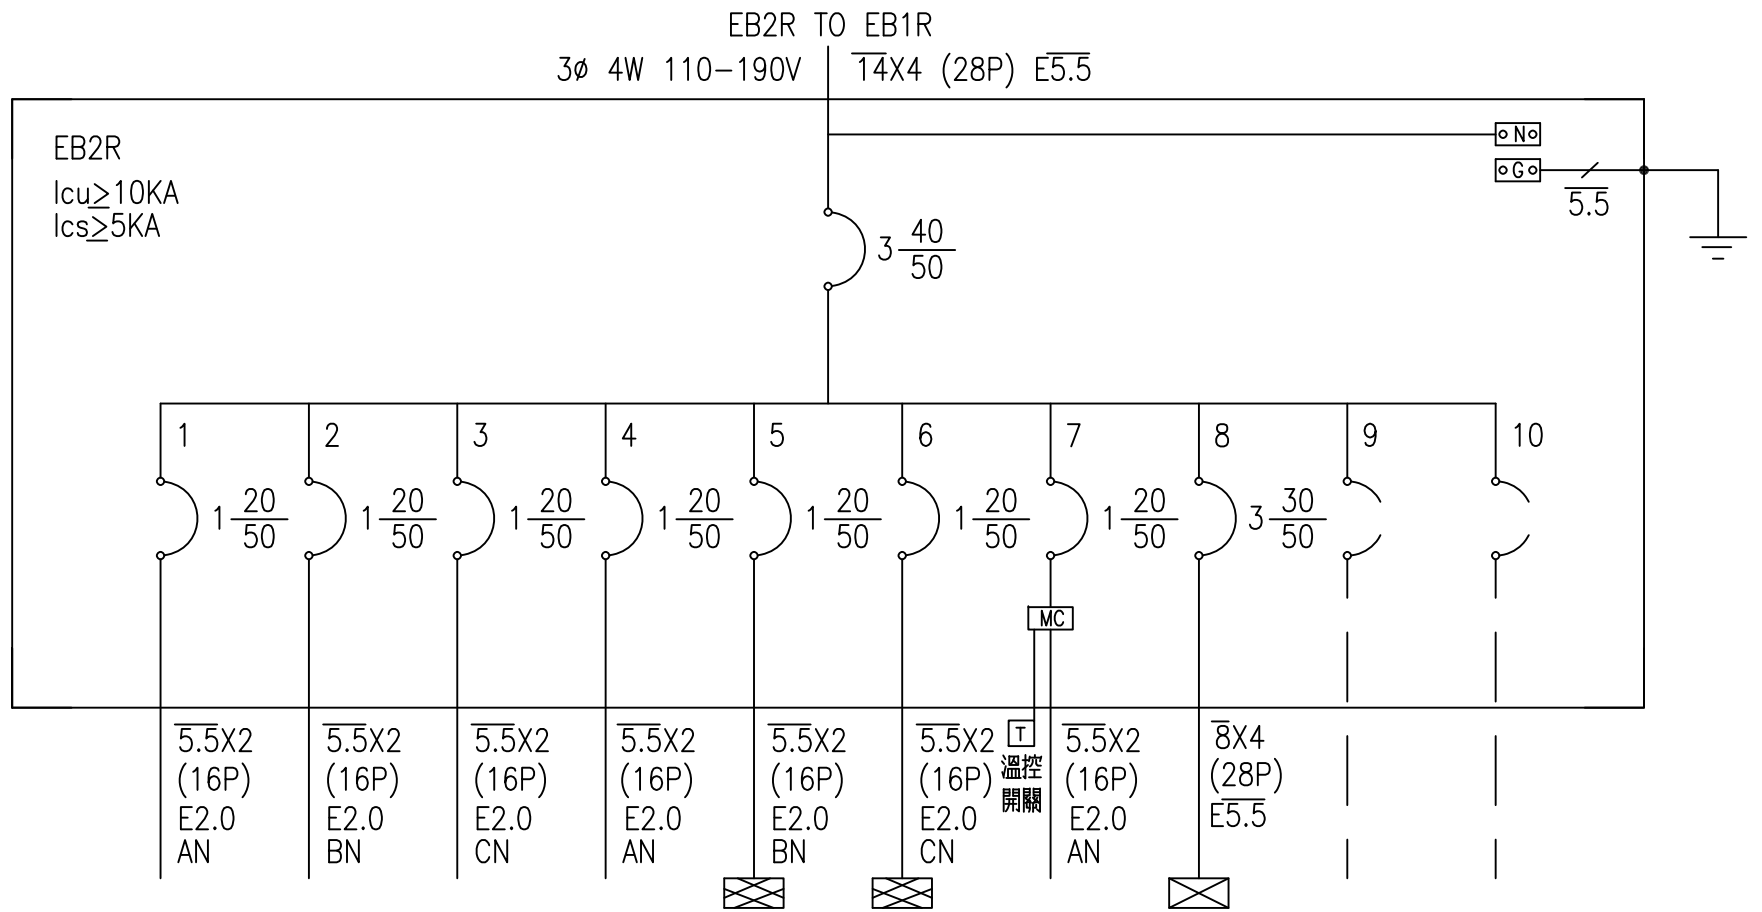 EB2R TO EB1R
3ø 4W 110-190V 14X4 (28P) E5.5
EB2R
Icu≥10KA
Ics≥5KA
N
G
5.5
3 40/50
1 2 3 4 5 6 7 8 9 10
1 20/50 1 20/50 1 20/50 1 20/50 1 20/50 1 20/50 1 20/50 3 30/50
MC
T
溫控
開關
5.5X2
(16P)
E2.0
AN
5.5X2
(16P)
E2.0
BN
5.5X2
(16P)
E2.0
CN
5.5X2
(16P)
E2.0
AN
5.5X2
(16P)
E2.0
BN
5.5X2
(16P)
E2.0
CN
5.5X2
(16P)
E2.0
AN
8X4
(28P)
E5.5